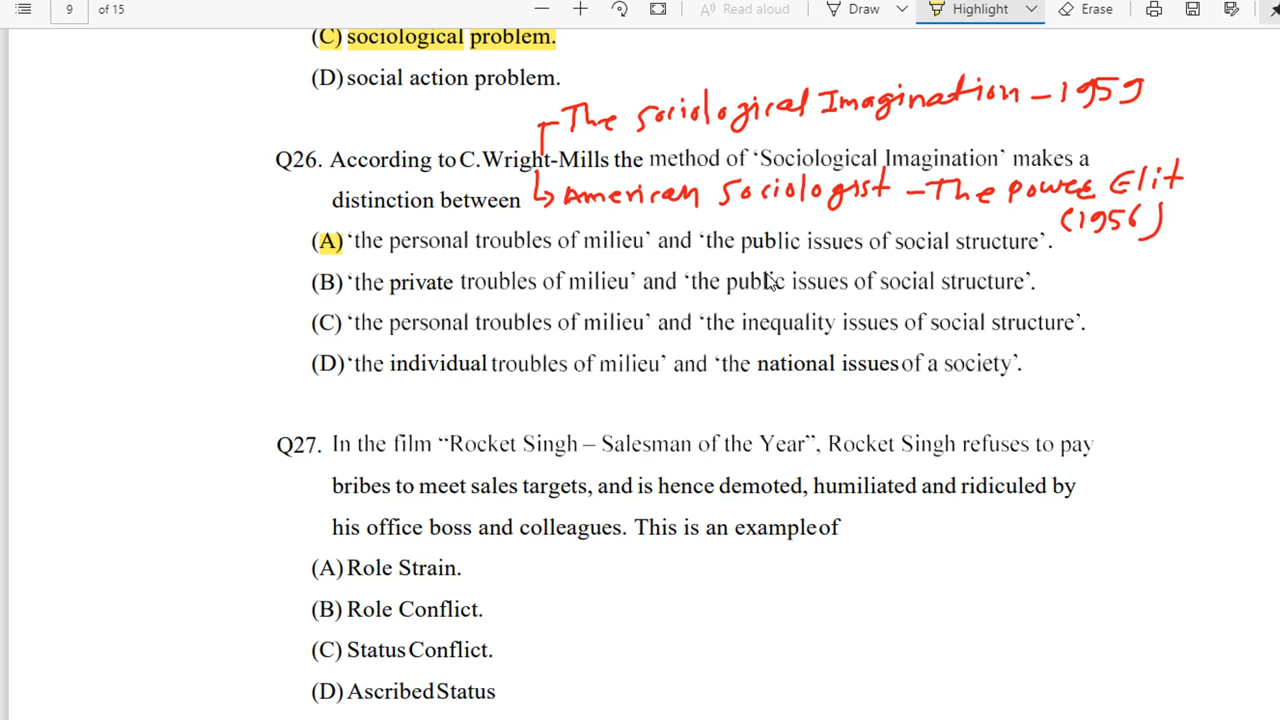 9 of 15
Read aloud
Draw
Highlight
Erase
(C) sociological problem.
(D) social action problem.
The Sociological Imagination - 1959
Q26. According to C.Wright-Mills the method of ‘Sociological Imagination’ makes a
distinction between
American Sociologist - The Power Elit
(1956)
(A) ‘the personal troubles of milieu’ and ‘the public issues of social structure’.
(B) ‘the private troubles of milieu’ and ‘the public issues of social structure’.
(C) ‘the personal troubles of milieu’ and ‘the inequality issues of social structure’.
(D) ‘the individual troubles of milieu’ and ‘the national issues of a society’.
Q27. In the film “Rocket Singh – Salesman of the Year”, Rocket Singh refuses to pay
bribes to meet sales targets, and is hence demoted, humiliated and ridiculed by
his office boss and colleagues. This is an example of
(A) Role Strain.
(B) Role Conflict.
(C) Status Conflict.
(D) Ascribed Status